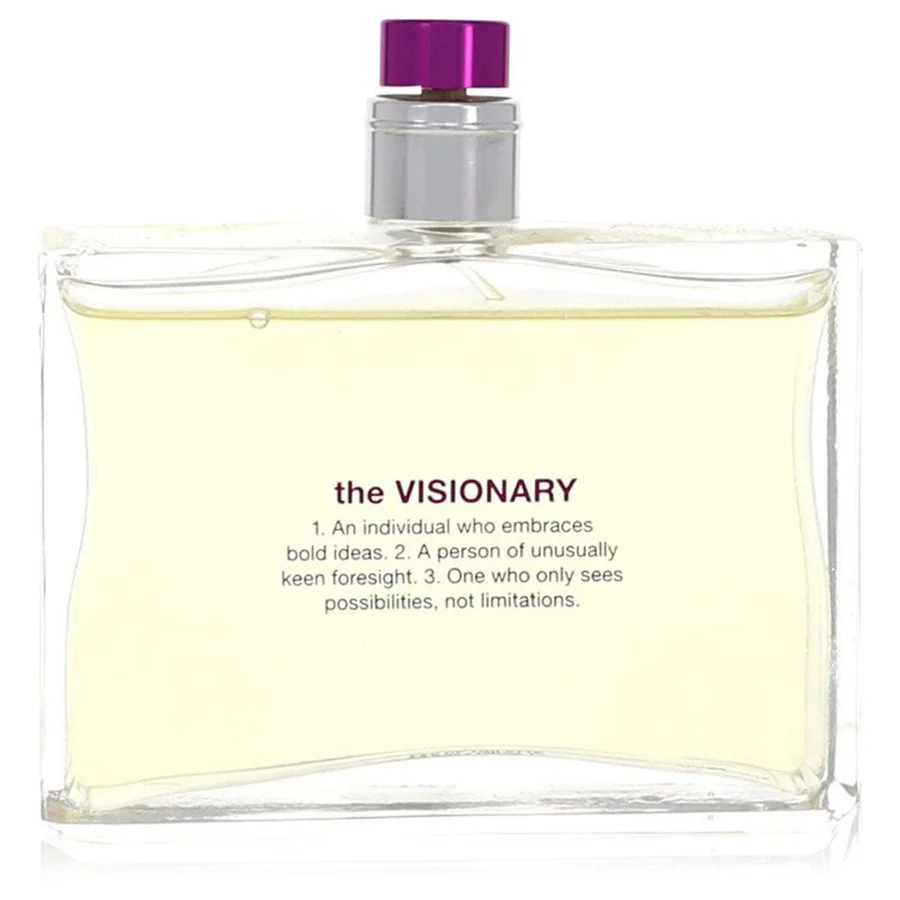 the VISIONARY
1. An individual who embraces
bold ideas. 2. A person of unusually
keen foresight. 3. One who only sees
possibilities, not limitations.